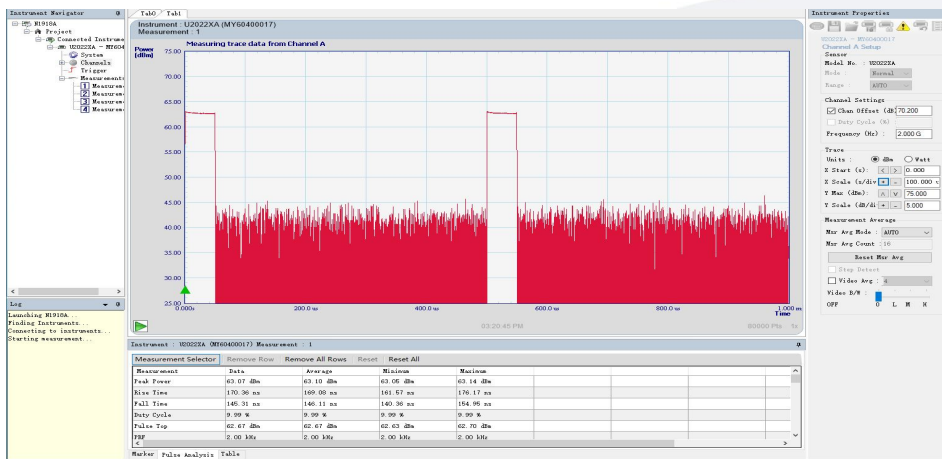 Instrument Navigator
N1918A
Project
Connected Instrume
U2022XA - MY604
System
Channels
Trigger
Measurements
1 Measurem
2 Measurem
3 Measurem
4 Measurem
Log
Launching N1918A...
Finding Instruments...
Connecting to instruments...
Starting measurement...
Tab0 Tab1
Instrument : U2022XA (MY60400017)
Measurement : 1
Power (dBm)
Measuring trace data from Channel A
75.00
70.00
65.00
60.00
55.00
50.00
45.00
40.00
35.00
30.00
25.00
0.000s 200.0 us 400.0 us 600.0 us 800.0 us 1.000 ms
Time
03:20:45 PM
80000 Pts
Instrument : U2022XA (MY60400017) Measurement : 1
Measurement Selector Remove Row Remove All Rows Reset Reset All
Measurement Data Average Minimum Maximum
Peak Power 63.07 dBm 63.10 dBm 63.05 dBm 63.14 dBm
Rise Time 170.36 ns 169.08 ns 161.57 ns 176.17 ns
Fall Time 145.31 ns 146.11 ns 140.36 ns 154.95 ns
Duty Cycle 9.99 % 9.99 % 9.99 % 9.99 %
Pulse Top 62.67 dBm 62.67 dBm 62.63 dBm 62.70 dBm
PRF 2.00 kHz 2.00 kHz 2.00 kHz 2.00 kHz
Marker Pulse Analysis Table
Instrument Properties
U2022XA - MY60400017
Channel A Setup
Sensor
Model No. : U2022XA
Mode : Normal
Range : AUTO
Channel Settings
Chan Offset (dB) 70.200
Duty Cycle (%)
Frequency (Hz) : 2.000 G
Trace
Units : dBm Watt
X Start (s): < > 0.000
X Scale (s/div + - 100.000
Y Max (dBm): 75.000
Y Scale (dB/di + - 5.000
Measurement Average
Msr Avg Mode : AUTO
Msr Avg Count :16
Reset Msr Avg
Step Detect
Video Avg : 4
Video B/W :
OFF O L M H